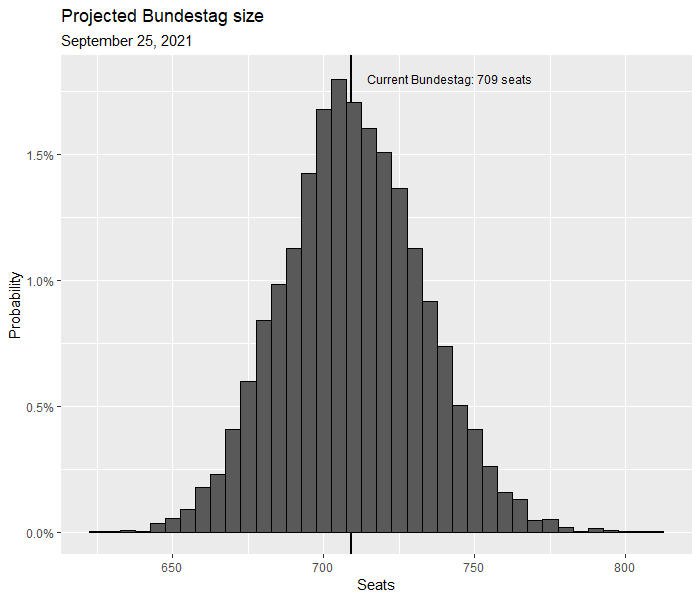 Projected Bundestag size
September 25, 2021
Current Bundestag: 709 seats
Probability
1.5%
1.0%
0.5%
0.0%
650
700
750
800
Seats